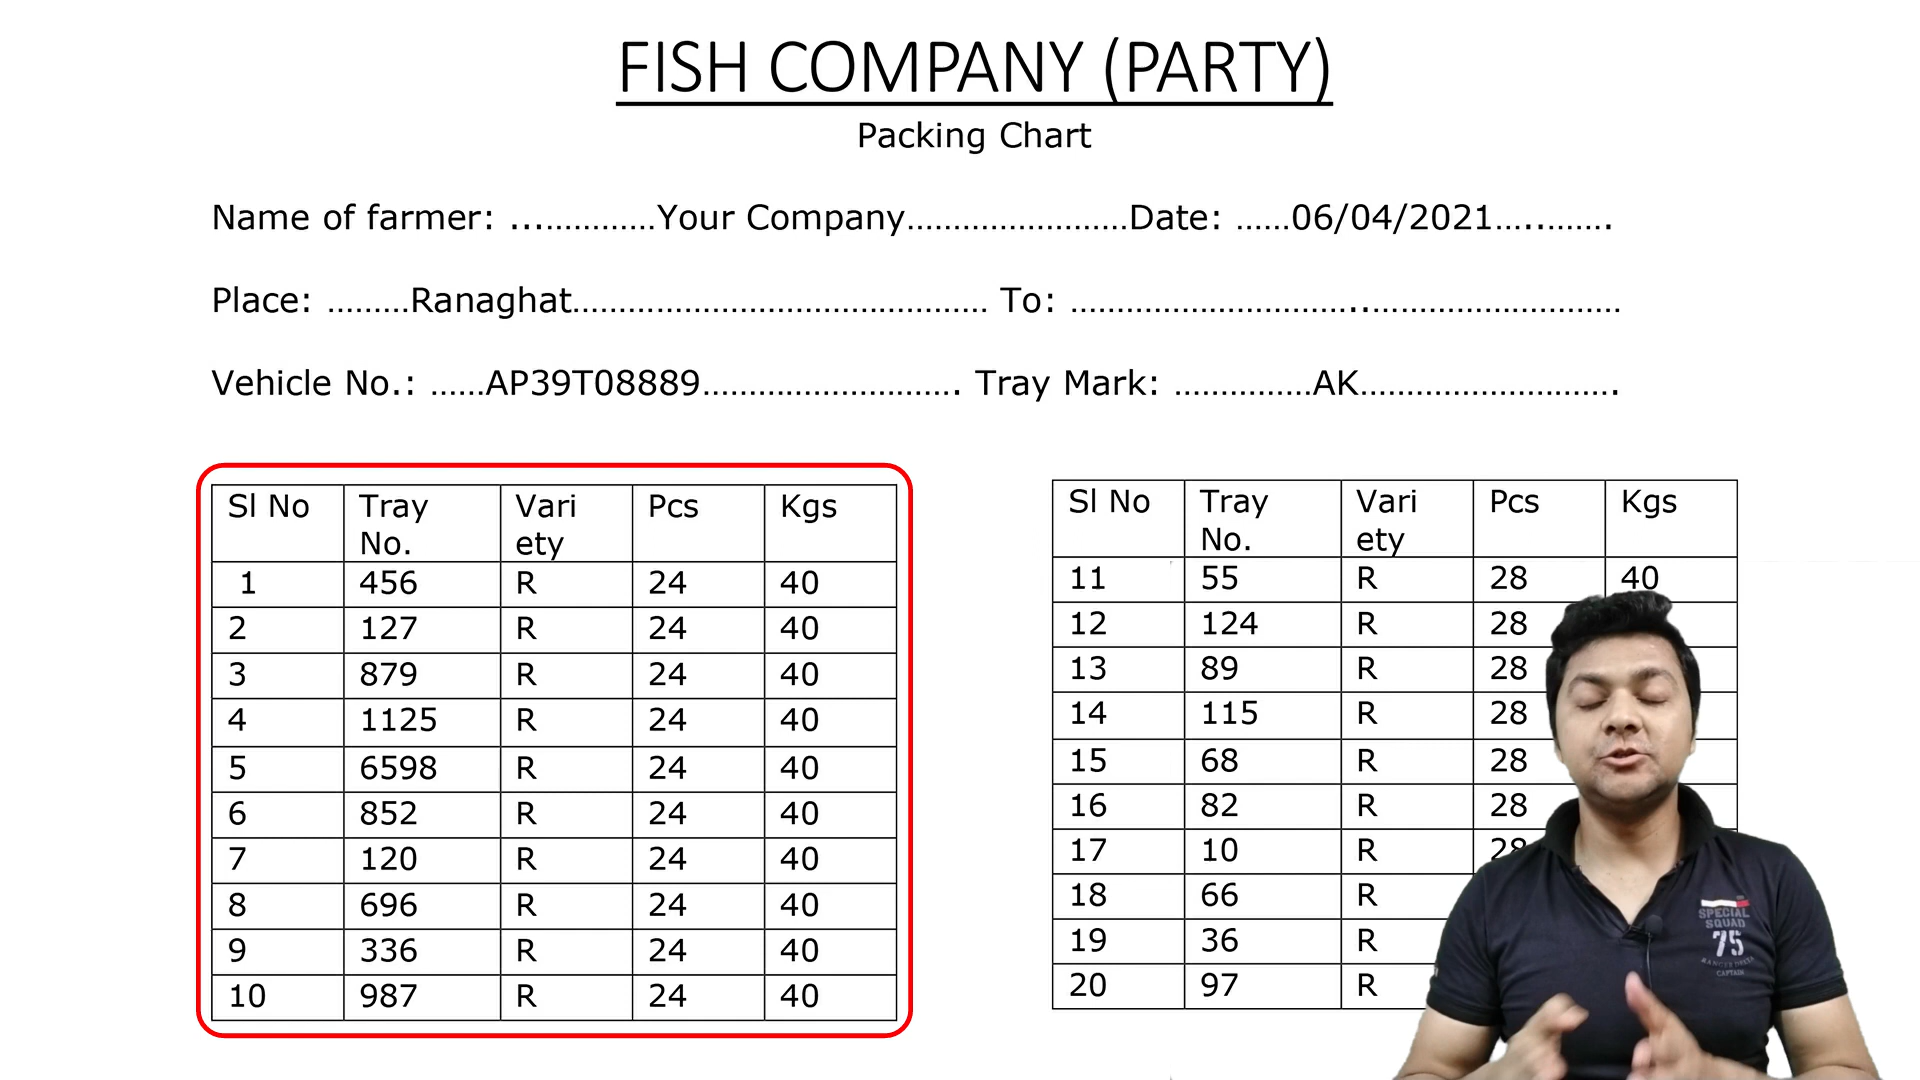 FISH COMPANY (PARTY)
Packing Chart
Name of farmer: ...............Your Company........................Date: ......06/04/2021.............
Place: .........Ranaghat............................................. To: ...........................................................
Vehicle No.: ......AP39T08889............................ Tray Mark: ...............AK............................
Sl No Tray No. Vari ety Pcs Kgs
1 456 R 24 40
2 127 R 24 40
3 879 R 24 40
4 1125 R 24 40
5 6598 R 24 40
6 852 R 24 40
7 120 R 24 40
8 696 R 24 40
9 336 R 24 40
10 987 R 24 40
Sl No Tray No. Vari ety Pcs Kgs
11 55 R 28 40
12 124 R 28
13 89 R 28
14 115 R 28
15 68 R 28
16 82 R 28
17 10 R 28
18 66 R
19 36 R
20 97 R
SPECIAL
SQUAD
75
RANGER DELTA
CAPTAIN